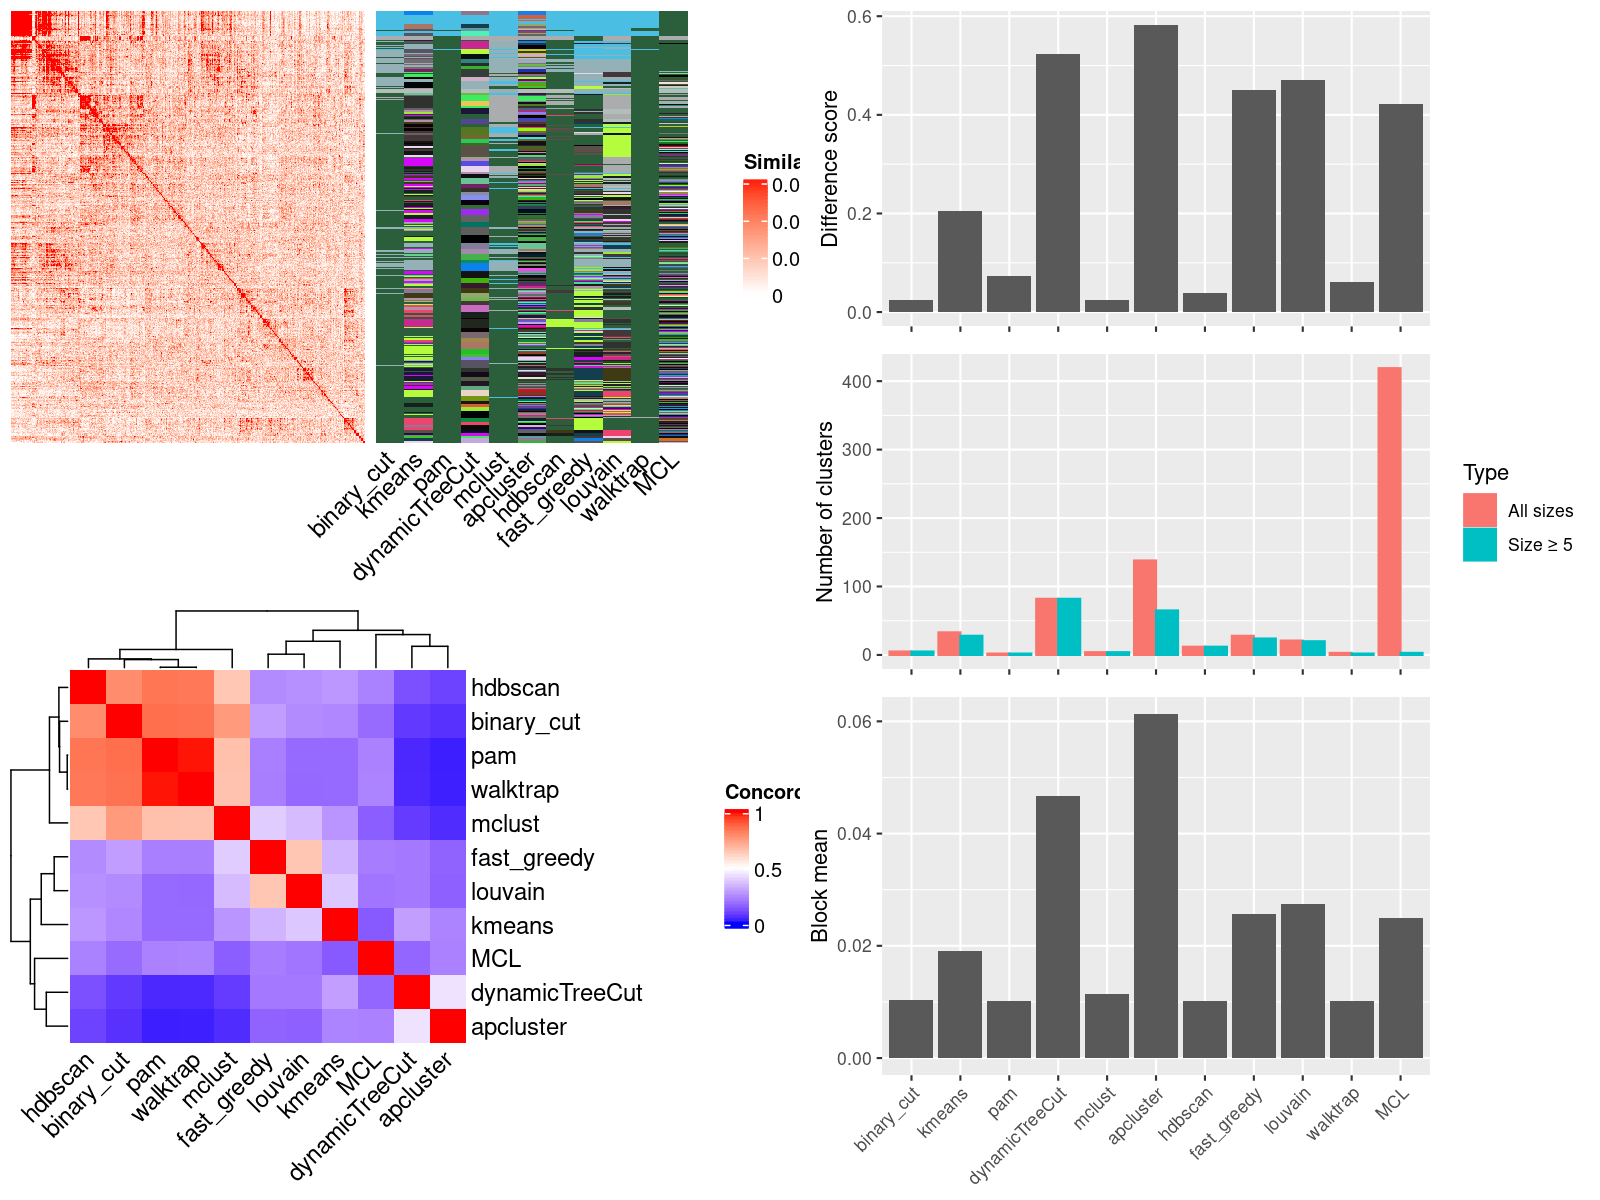 Simila
0.0
0.0
0.0
0
binary_cut
kmeans
pam
dynamicTreeCut
mclust
apcluster
hdbscan
fast_greedy
louvain
walktrap
MCL
hdbscan
binary_cut
pam
walktrap
mclust
fast_greedy
louvain
kmeans
MCL
dynamicTreeCut
apcluster
hdbscan
binary_cut
pam
walktrap
mclust
fast_greedy
louvain
kmeans
MCL
dynamicTreeCut
apcluster
Concord
1
0.5
0
Difference score
0.6
0.4
0.2
0.0
Number of clusters
400
300
200
100
0
Type
All sizes
Size ≥ 5
Block mean
0.06
0.04
0.02
0.00
binary_cut
kmeans
pam
dynamicTreeCut
mclust
apcluster
hdbscan
fast_greedy
louvain
walktrap
MCL